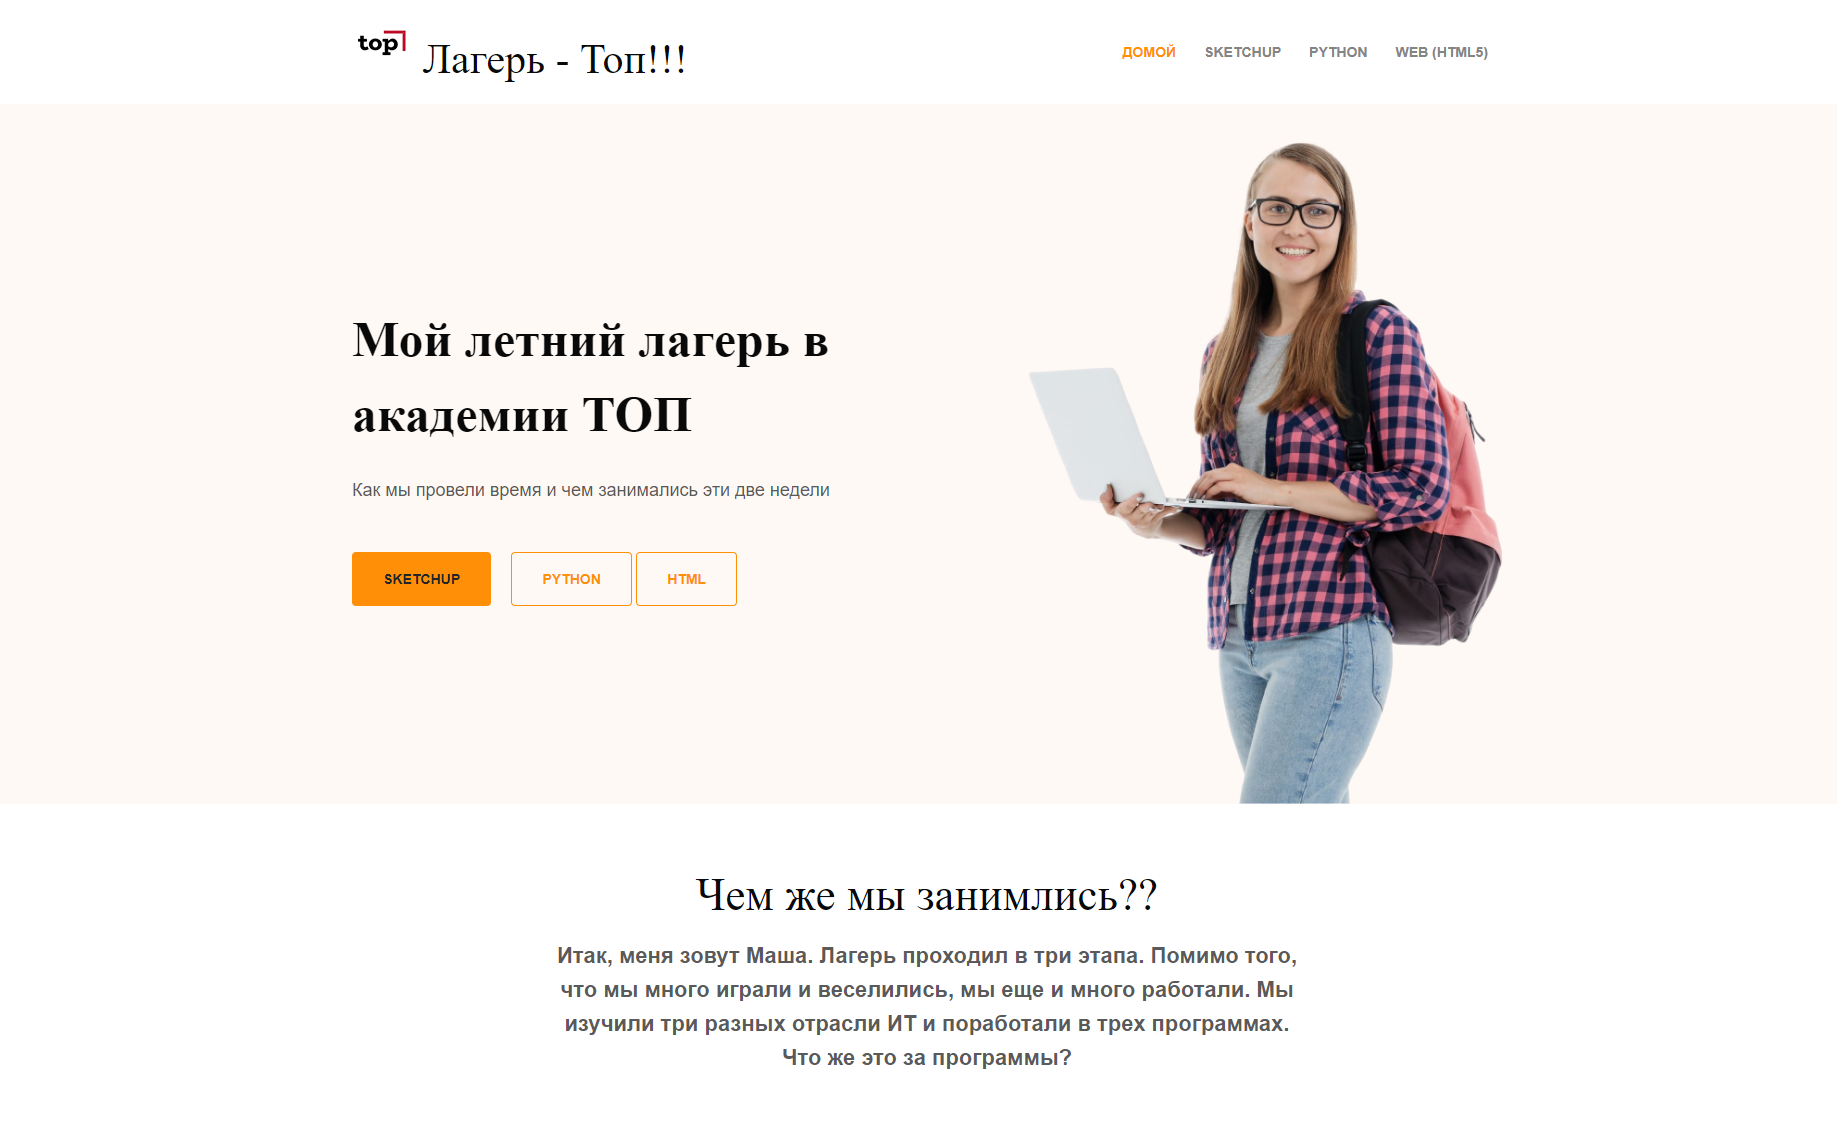 top
Лагерь - Топ!!!
ДОМОЙ SKETCHUP PYTHON WEB (HTML5)
Мой летний лагерь в
академии ТОП
Как мы провели время и чем занимались эти две недели
SKETCHUP PYTHON HTML
Чем же мы занимлись??
Итак, меня зовут Маша. Лагерь проходил в три этапа. Помимо того,
что мы много играли и веселились, мы еще и много работали. Мы
изучили три разных отрасли ИТ и поработали в трех программах.
Что же это за программы?